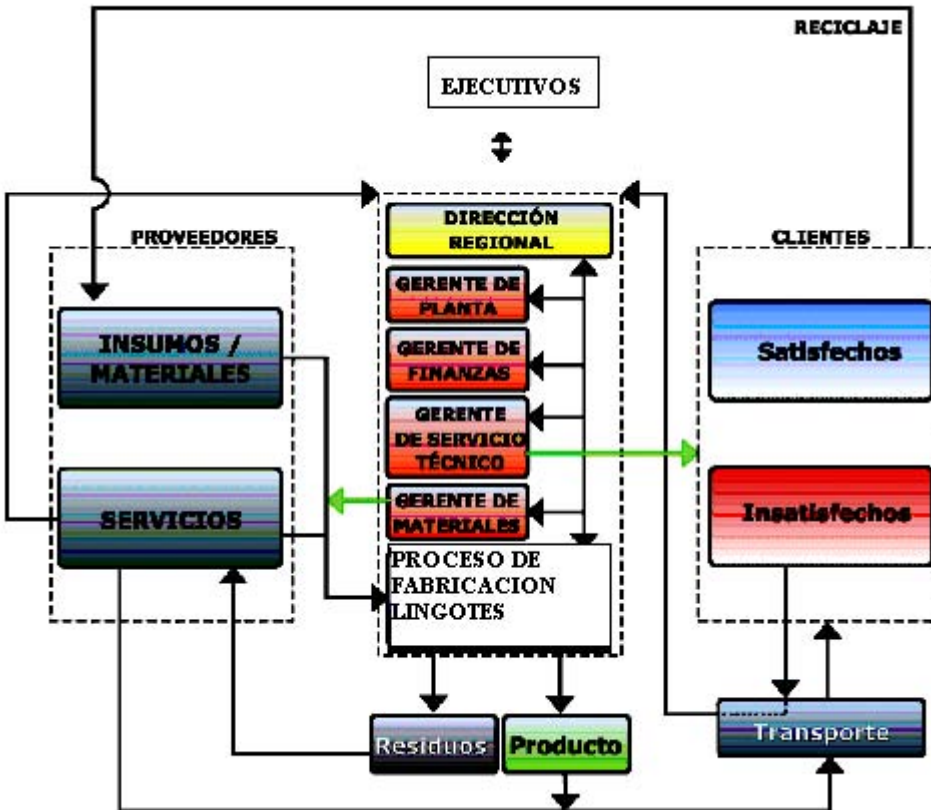 RECICLAJE
EJECUTIVOS
DIRECCIÓN
REGIONAL
PROVEEDORES
CLIENTES
GERENTE DE
PLANTA
INSUMOS /
MATERIALES
GERENTE DE
FINANZAS
Satisfechos
GERENTE
DE SERVICIO
TÉCNICO
SERVICIOS
GERENTE DE
MATERIALES
Insatisfechos
PROCESO DE
FABRICACION
LINGOTES
Residuos
Producto
Transporte